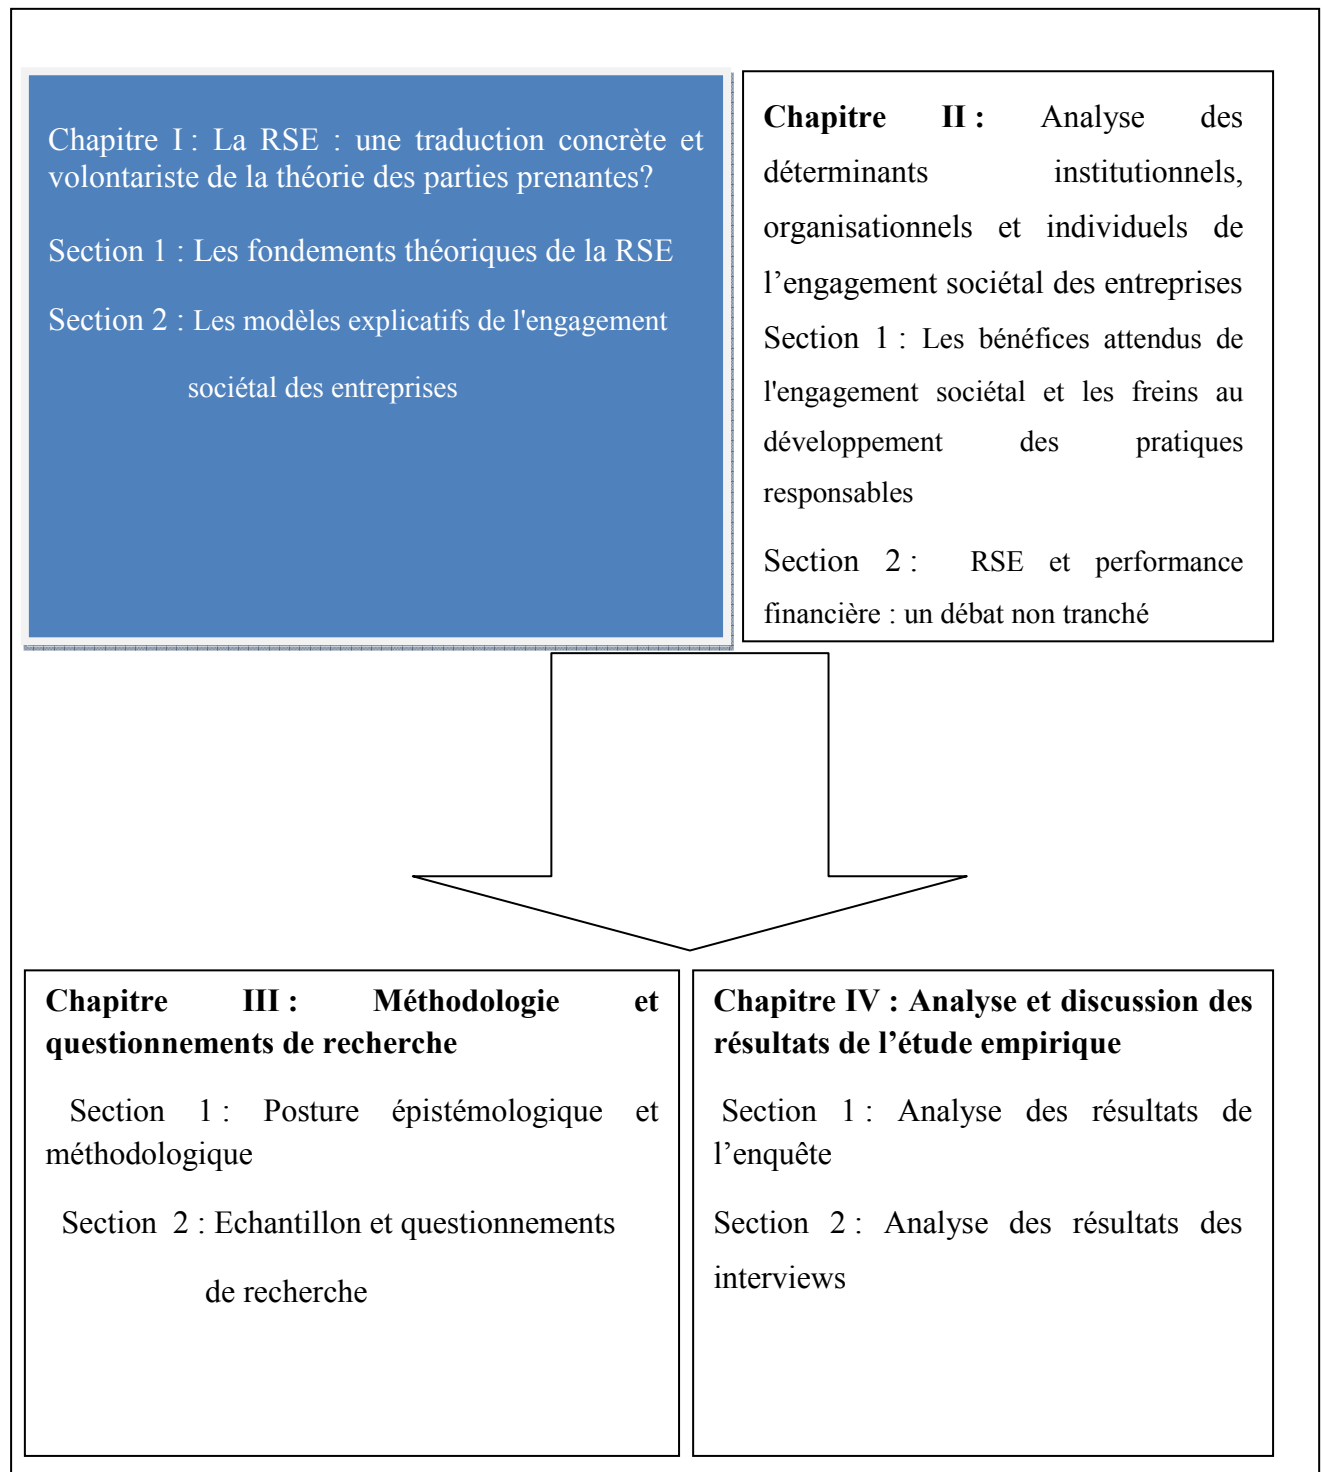 Chapitre I : La RSE : une traduction concrète et
volontariste de la théorie des parties prenantes?
Section 1 : Les fondements théoriques de la RSE
Section 2 : Les modèles explicatifs de l'engagement
sociétal des entreprises
Chapitre II : Analyse des
déterminants institutionnels,
organisationnels et individuels de
l’engagement sociétal des entreprises
Section 1 : Les bénéfices attendus de
l'engagement sociétal et les freins au
développement des pratiques
responsables
Section 2 : RSE et performance
financière : un débat non tranché
Chapitre III : Méthodologie et
questionnements de recherche
Section 1 : Posture épistémologique et
méthodologique
Section 2 : Echantillon et questionnements
de recherche
Chapitre IV : Analyse et discussion des
résultats de l’étude empirique
Section 1 : Analyse des résultats de
l’enquête
Section 2 : Analyse des résultats des
interviews